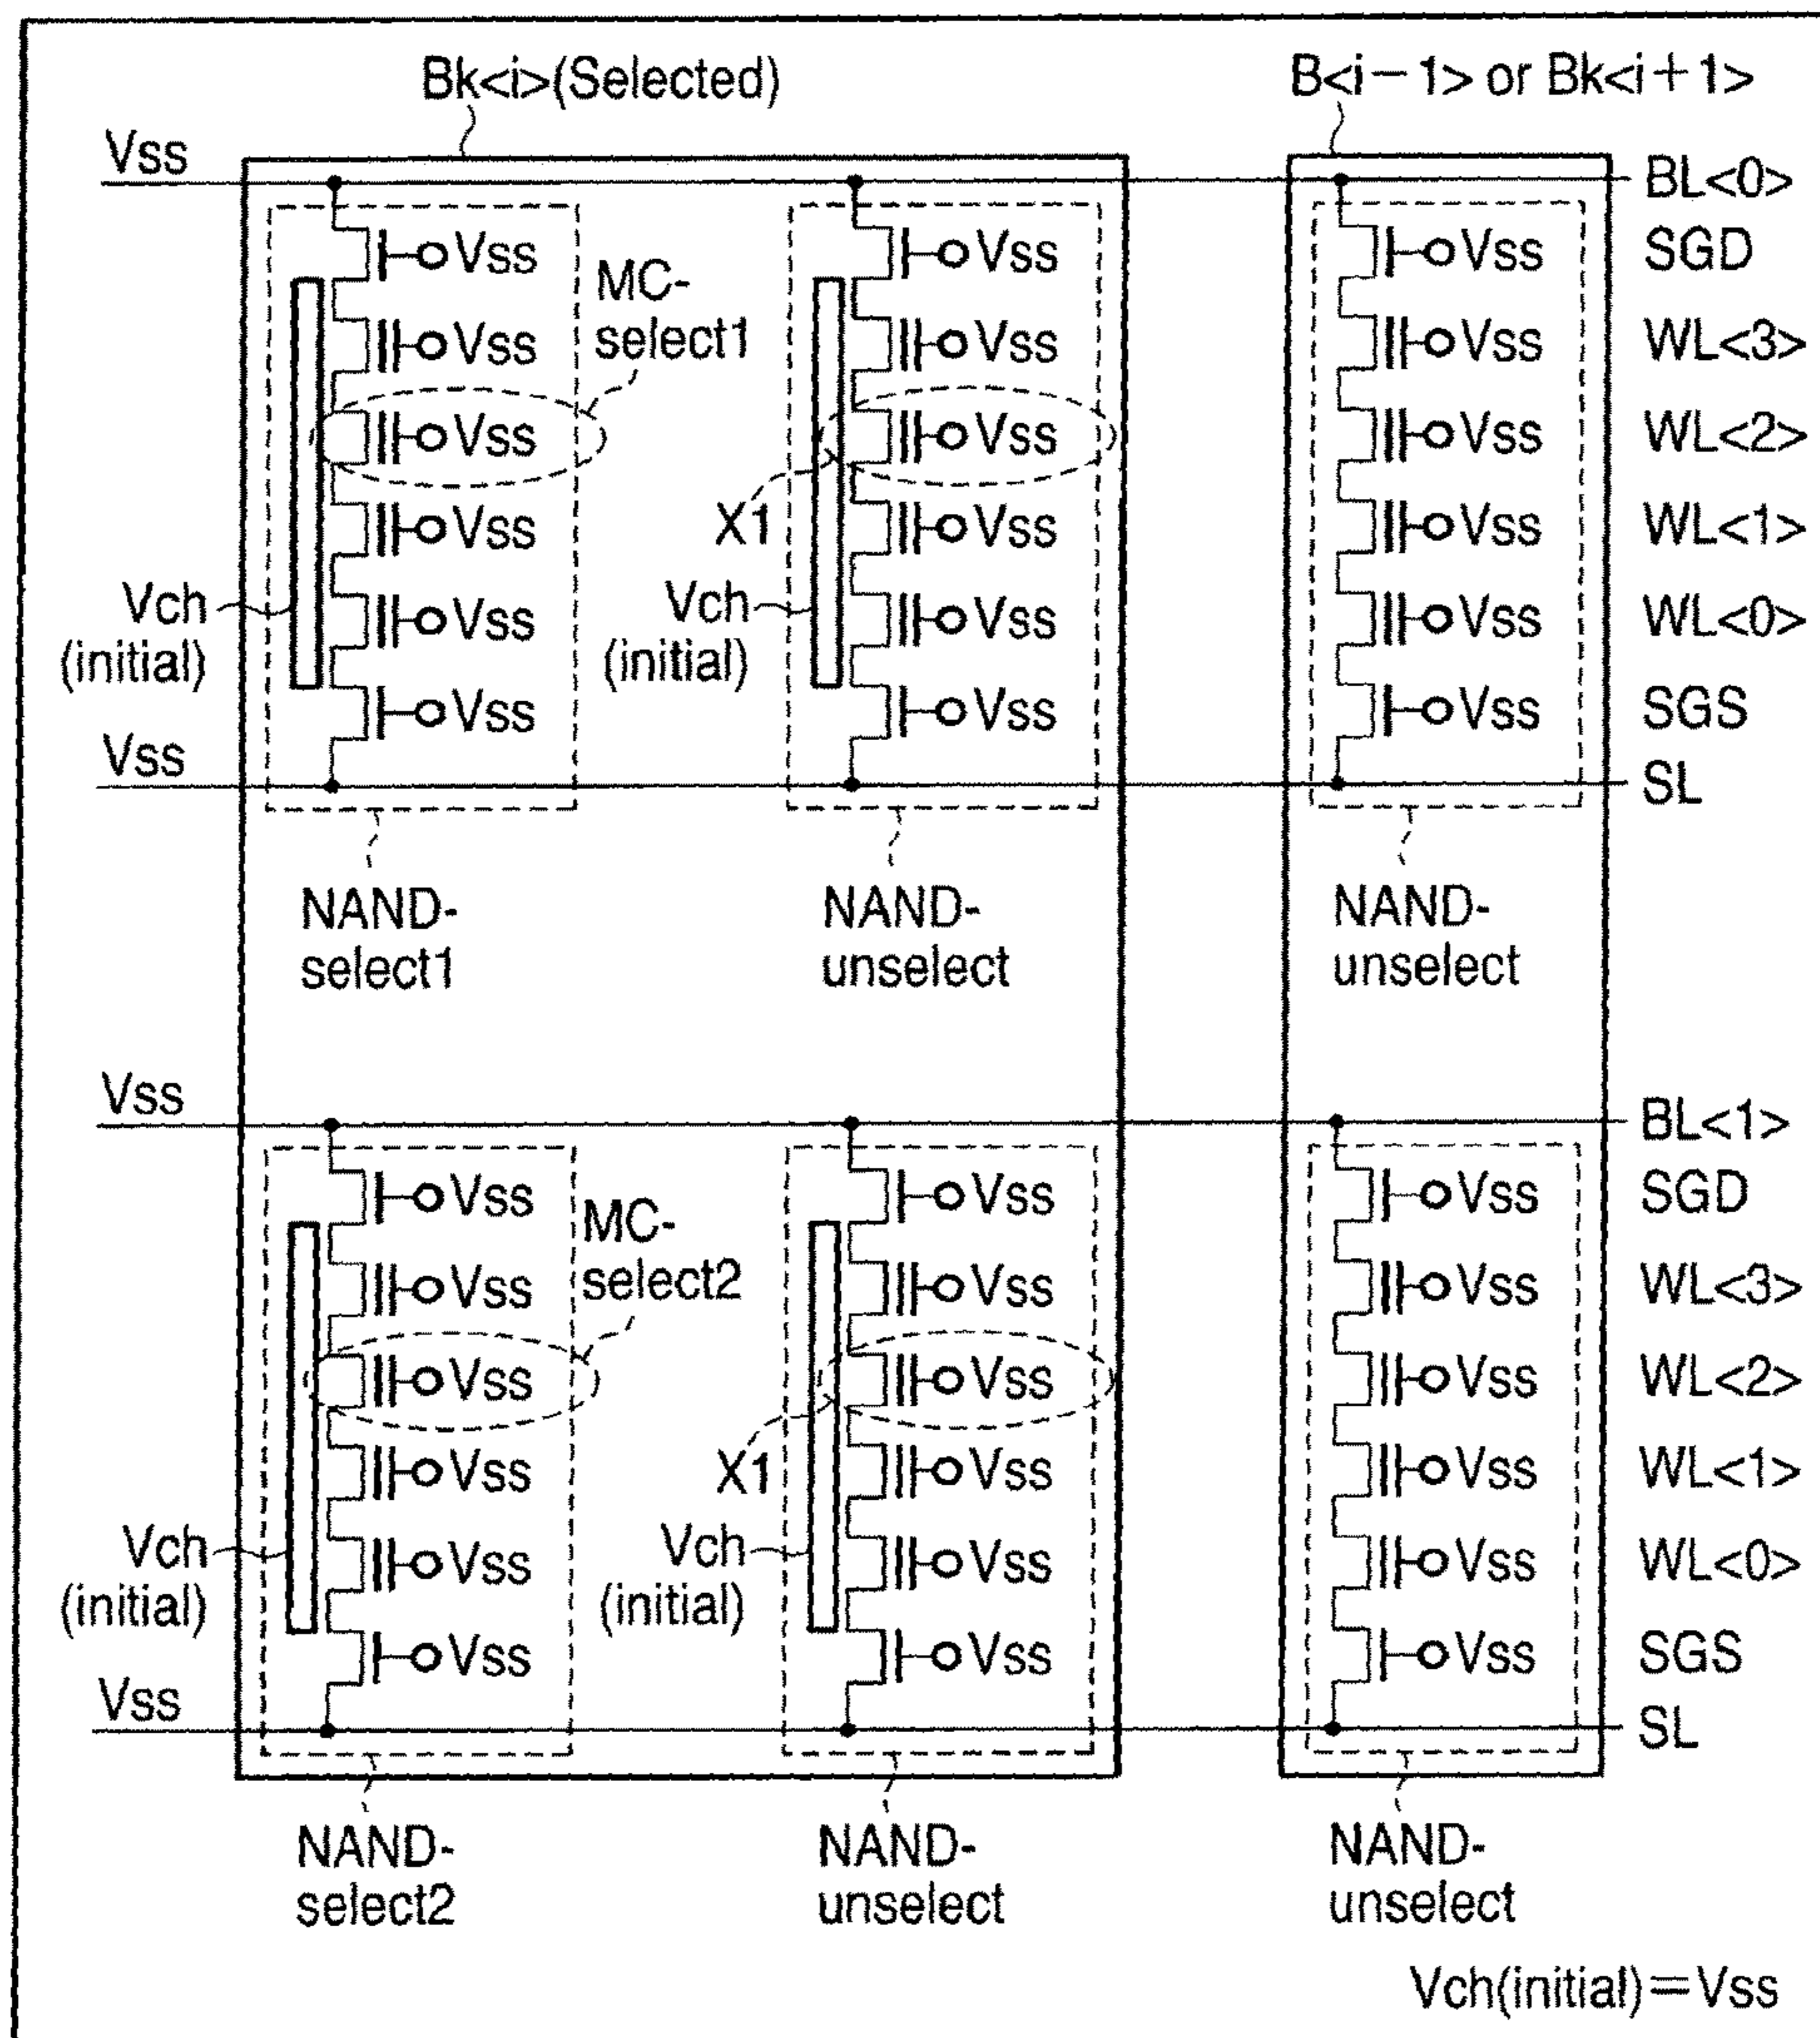 Bk<i>(Selected)
B<i-1> or Bk<i+1>
Vss
BL<0>
Vss Vss Vss SGD
MC-
select1
Vss Vss Vss WL<3>
Vss Vss Vss WL<2>
X1
Vss Vss Vss WL<1>
Vch
(initial)
Vch
(initial)
Vss Vss Vss WL<0>
Vss Vss Vss SGS
Vss
SL
NAND-
select1
NAND-
unselect
NAND-
unselect
Vss
BL<1>
Vss Vss Vss SGD
MC-
select2
Vss Vss Vss WL<3>
Vss Vss Vss WL<2>
X1
Vss Vss Vss WL<1>
Vch
(initial)
Vch
(initial)
Vss Vss Vss WL<0>
Vss Vss Vss SGS
Vss
SL
NAND-
select2
NAND-
unselect
NAND-
unselect
Vch(initial)=Vss